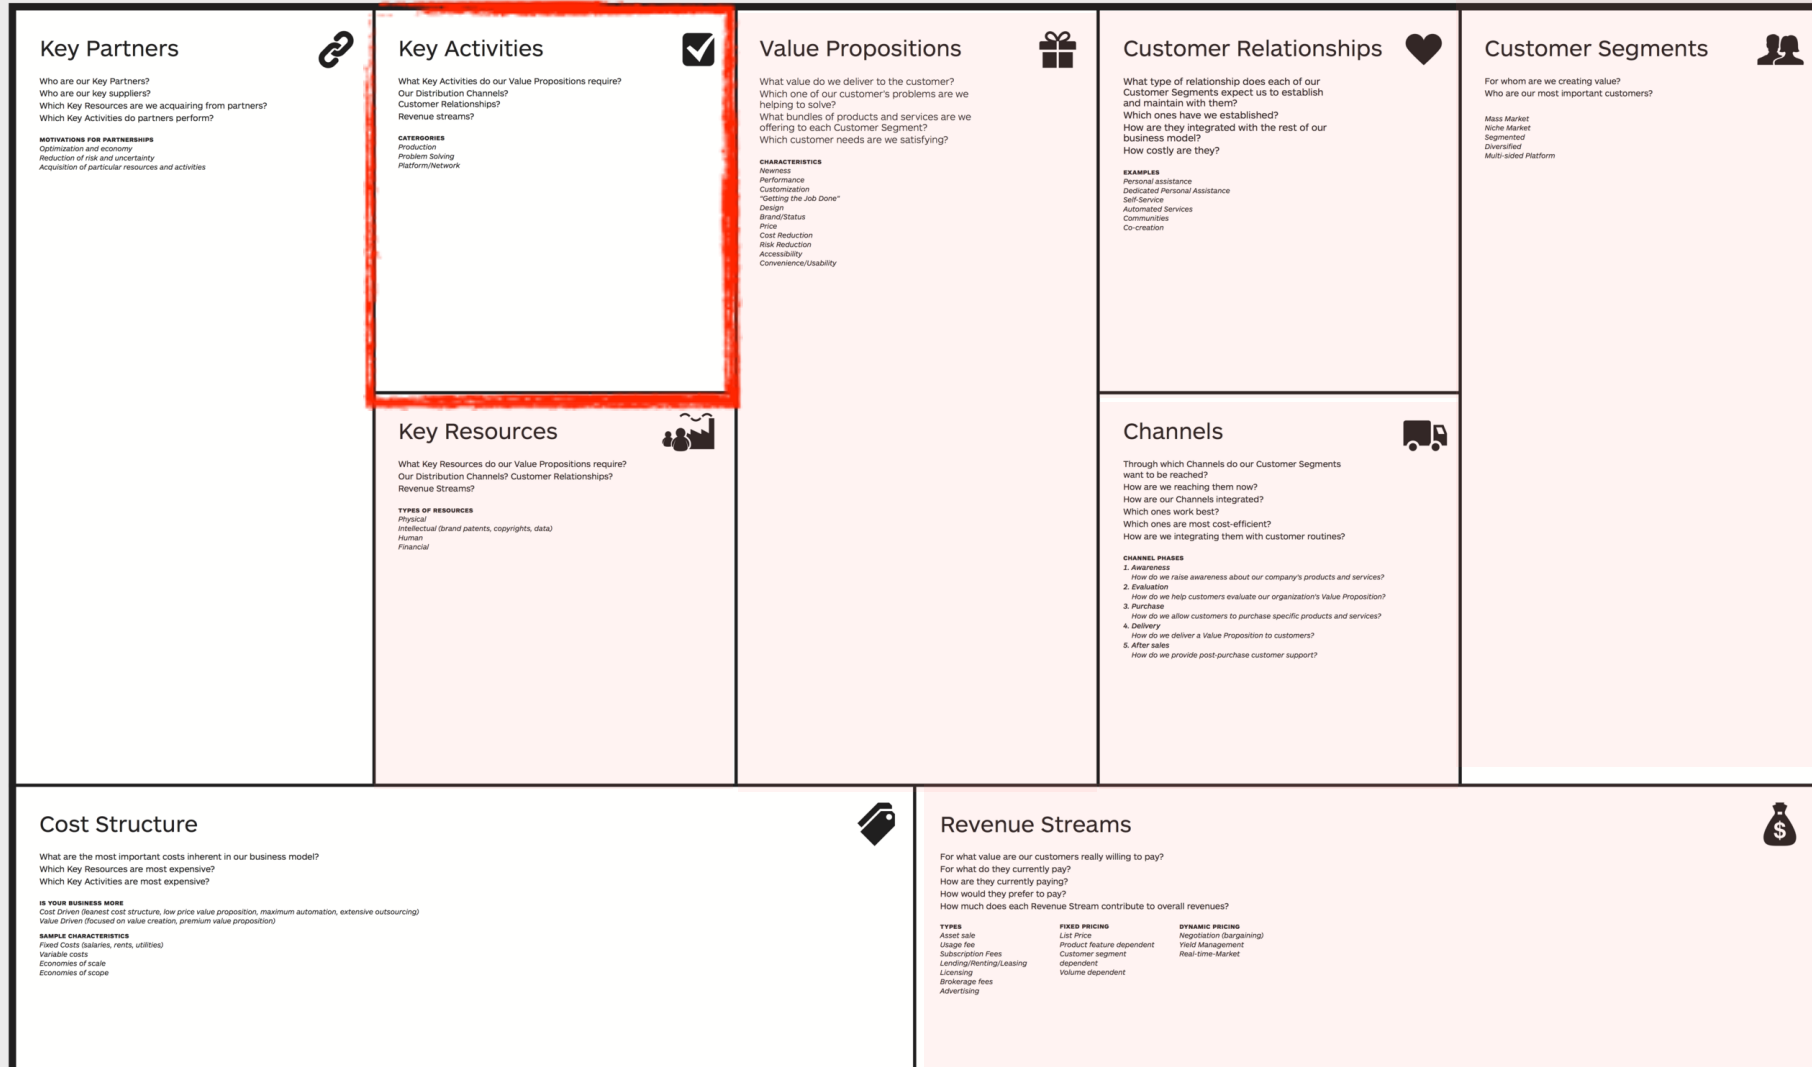 Key Partners
Who are our Key Partners?
Who are our key suppliers?
Which Key Resources are we acquairing from partners?
Which Key Activities do partners perform?
MOTIVATIONS FOR PARTNERSHIPS
Optimization and economy
Reduction of risk and uncertainty
Acquisition of particular resources and activities
Key Activities
What Key Activities do our Value Propositions require?
Our Distribution Channels?
Customer Relationships?
Revenue streams?
CATERGORIES
Production
Problem Solving
Platform/Network
Key Resources
What Key Resources do our Value Propositions require?
Our Distribution Channels? Customer Relationships?
Revenue Streams?
TYPES OF RESOURCES
Physical
Intellectual (brand patents, copyrights, data)
Human
Financial
Value Propositions
What value do we deliver to the customer?
Which one of our customer's problems are we
helping to solve?
What bundles of products and services are we
offering to each Customer Segment?
Which customer needs are we satisfying?
CHARACTERISTICS
Newness
Performance
Customization
“Getting the Job Done”
Design
Brand/Status
Price
Cost Reduction
Risk Reduction
Accessibility
Convenience/Usability
Customer Relationships
What type of relationship does each of our
Customer Segments expect us to establish
and maintain with them?
Which ones have we established?
How are they integrated with the rest of our
business model?
How costly are they?
EXAMPLES
Personal assistance
Dedicated Personal Assistance
Self-Service
Automated Services
Communities
Co-creation
Channels
Through which Channels do our Customer Segments
want to be reached?
How are we reaching them now?
How are our Channels integrated?
Which ones work best?
Which ones are most cost-efficient?
How are we integrating them with customer routines?
CHANNEL PHASES
1. Awareness
How do we raise awareness about our company's products and services?
2. Evaluation
How do we help customers evaluate our organization's Value Proposition?
3. Purchase
How do we allow customers to purchase specific products and services?
4. Delivery
How do we deliver a Value Proposition to customers?
5. After sales
How do we provide post-purchase customer support?
Customer Segments
For whom are we creating value?
Who are our most important customers?
Mass Market
Niche Market
Segmented
Diversified
Multi-sided Platform
Cost Structure
What are the most important costs inherent in our business model?
Which Key Resources are most expensive?
Which Key Activities are most expensive?
IS YOUR BUSINESS MORE
Cost Driven (leanest cost structure, low price value proposition, maximum automation, extensive outsourcing)
Value Driven (focused on value creation, premium value proposition)
SAMPLE CHARACTERISTICS
Fixed Costs (salaries, rents, utilities)
Variable costs
Economies of scale
Economies of scope
Revenue Streams
For what value are our customers really willing to pay?
For what do they currently pay?
How are they currently paying?
How would they prefer to pay?
How much does each Revenue Stream contribute to overall revenues?
TYPES
Asset sale
Usage fee
Subscription Fees
Lending/Renting/Leasing
Licensing
Brokerage fees
Advertising
FIXED PRICING
List Price
Product feature dependent
Customer segment
dependent
Volume dependent
DYNAMIC PRICING
Negotiation (bargaining)
Yield Management
Real-time-Market
$